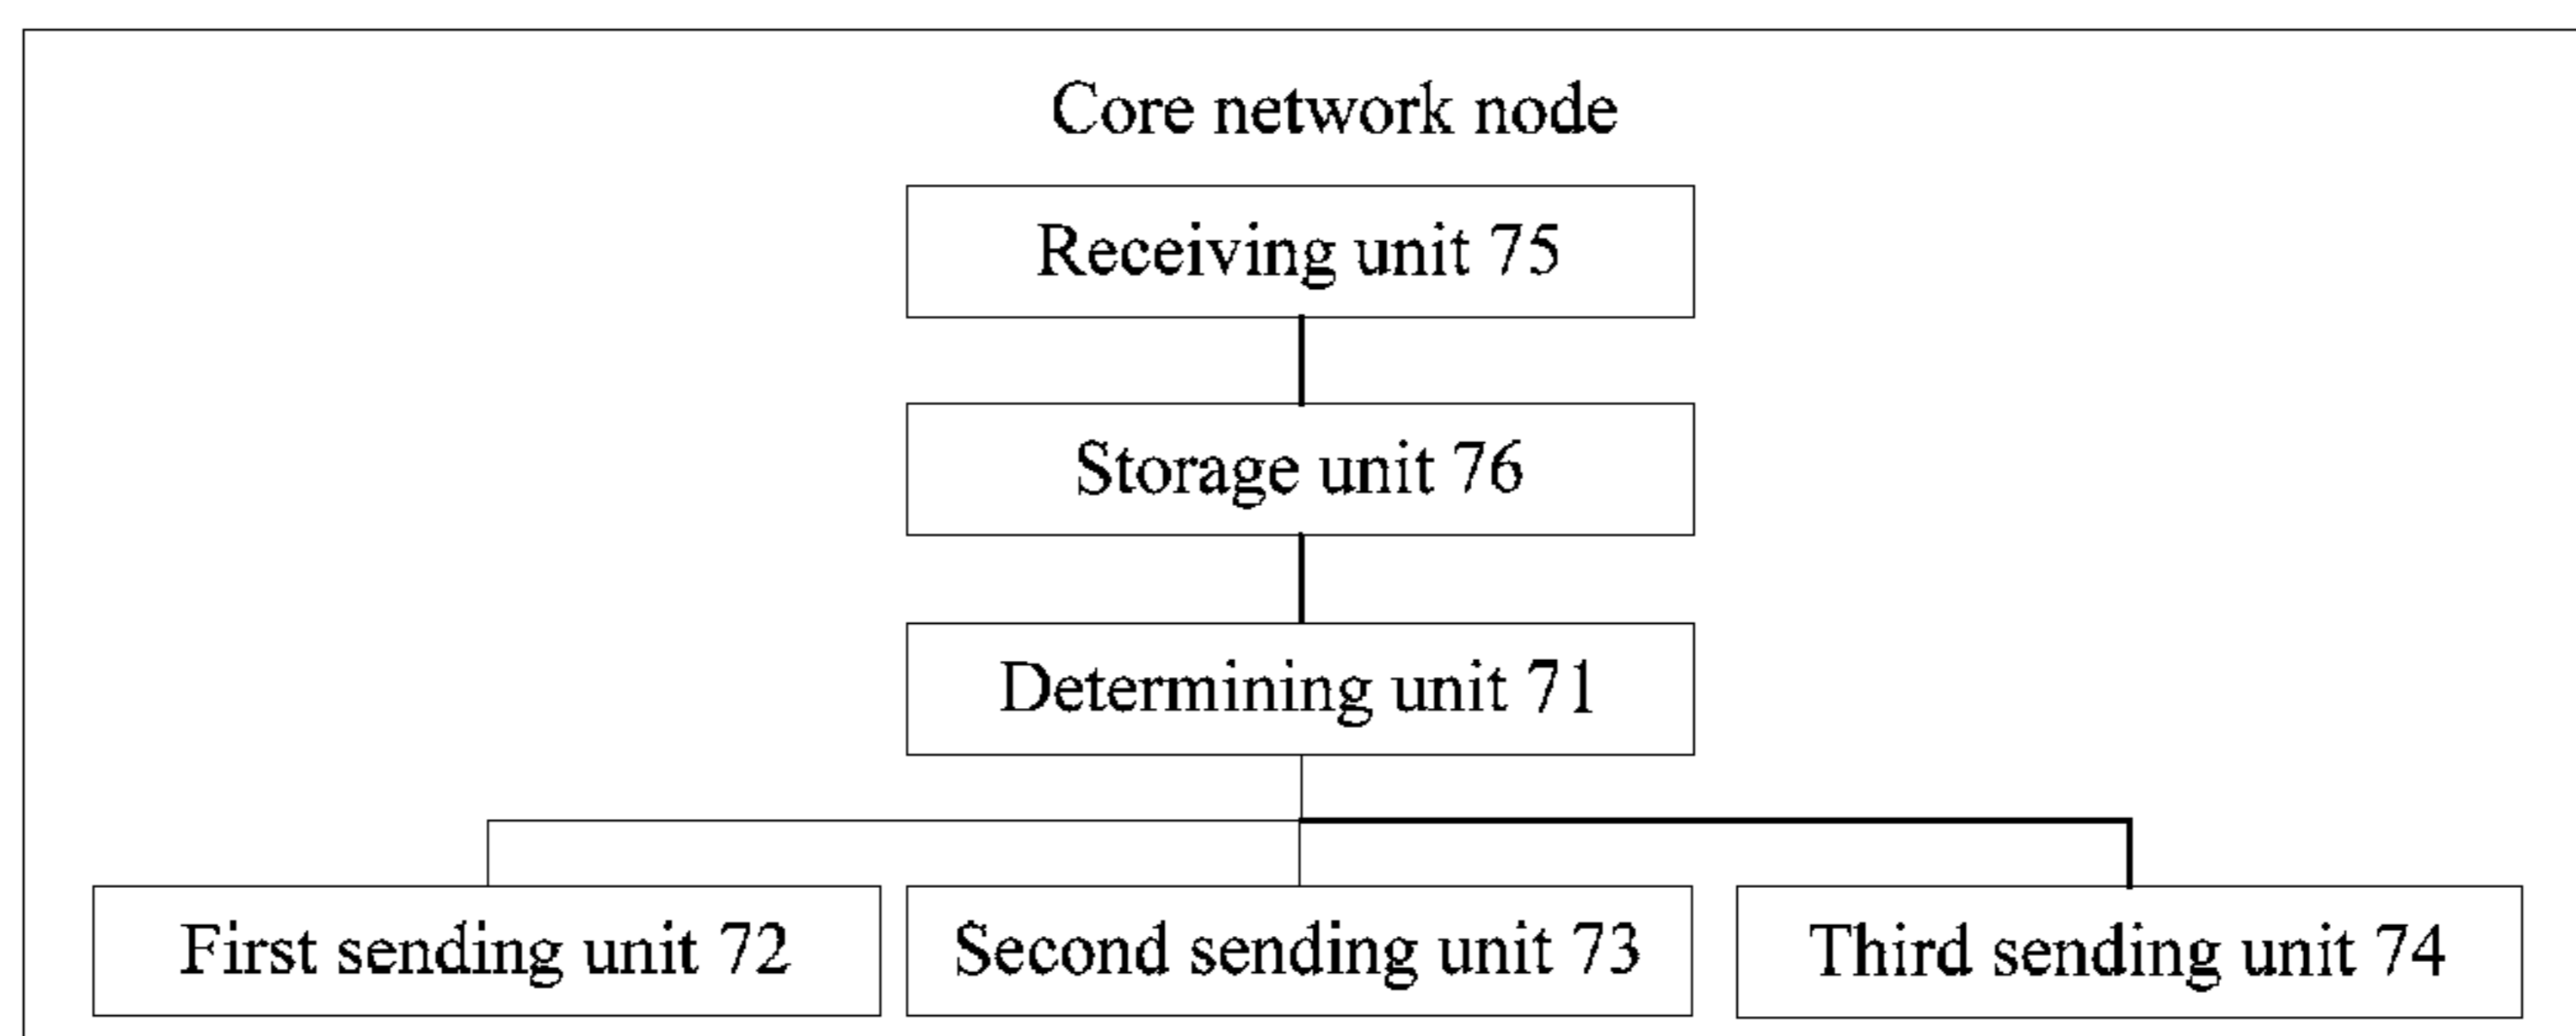 Core network node
Receiving unit 75
Storage unit 76
Determining unit 71
First sending unit 72
Second sending unit 73
Third sending unit 74